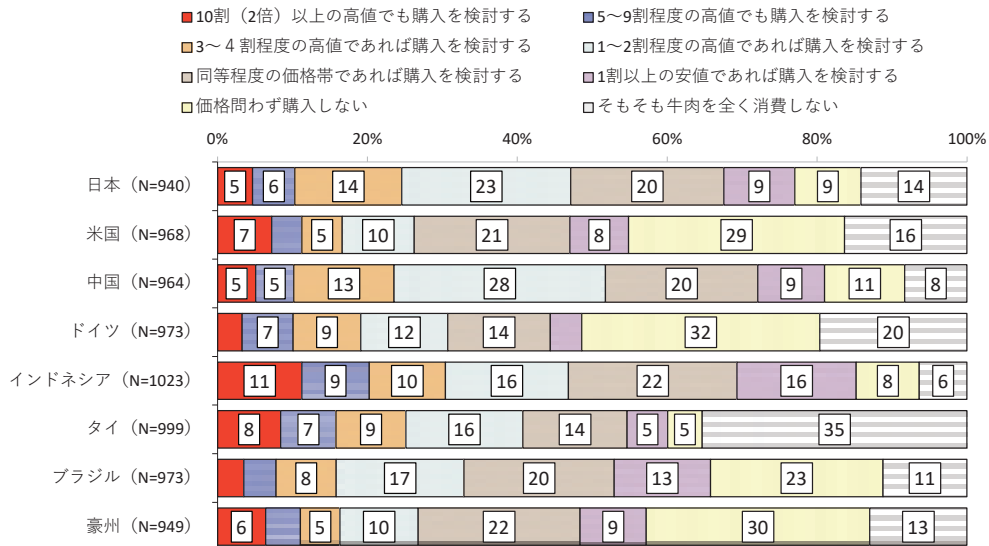 10割（2倍）以上の高値でも購入を検討する
5～9割程度の高値でも購入を検討する
3～４割程度の高値であれば購入を検討する
1～2割程度の高値であれば購入を検討する
同等程度の価格帯であれば購入を検討する
1割以上の安値であれば購入を検討する
価格問わず購入しない
そもそも牛肉を全く消費しない
0% 20% 40% 60% 80% 100%
日本（N=940） 5 6 14 23 20 9 9 14
米国（N=968） 7 5 10 21 8 29 16
中国（N=964） 5 5 13 28 20 9 11 8
ドイツ（N=973） 7 9 12 14 32 20
インドネシア（N=1023） 11 9 10 16 22 16 8 6
タイ（N=999） 8 7 9 16 14 5 5 35
ブラジル（N=973） 8 17 20 13 23 11
豪州（N=949） 6 5 10 22 9 30 13